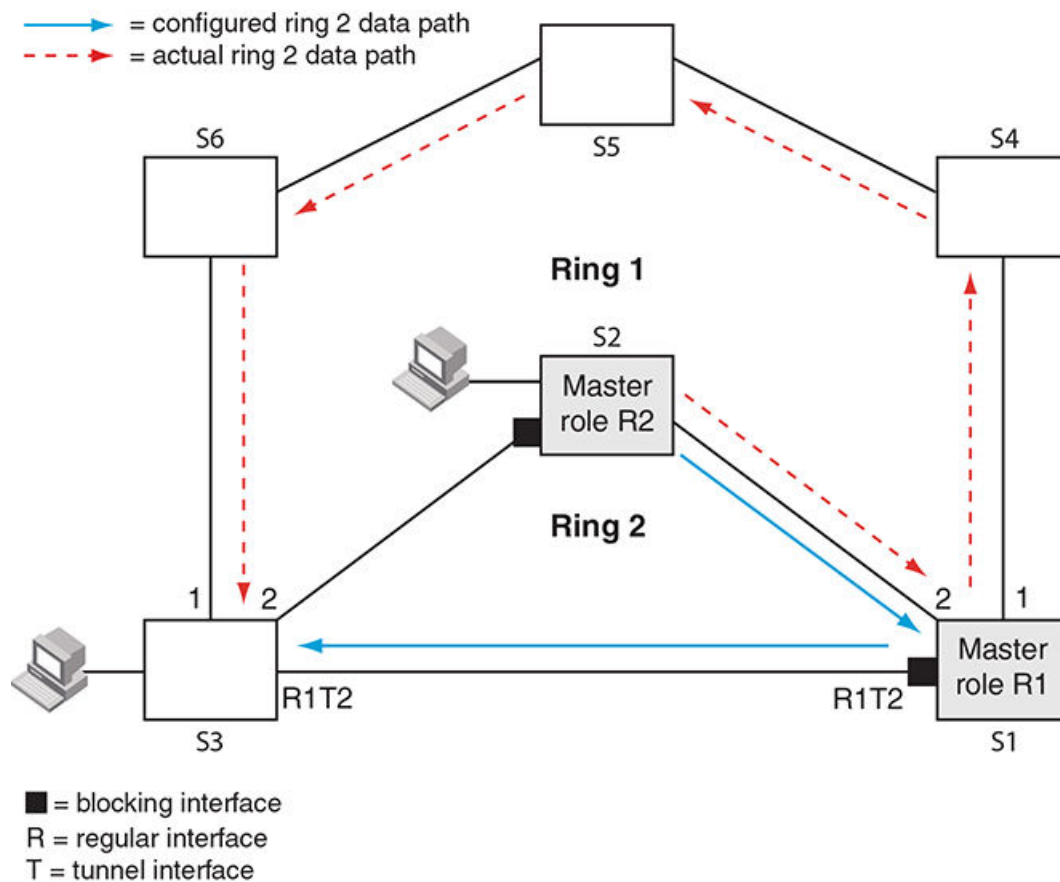 = configured ring 2 data path
= actual ring 2 data path
S5
S6
S4
Ring 1
S2
Master
role R2
Ring 2
1
2
2
1
Master
role R1
R1T2
R1T2
S3
S1
= blocking interface
R = regular interface
T = tunnel interface